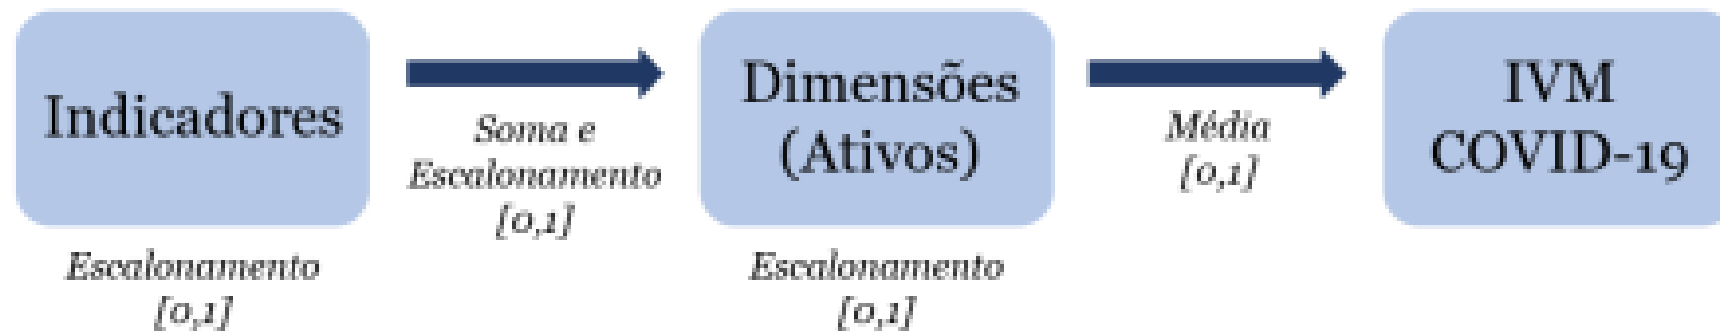 Indicadores
Escalonamento
[0,1]
Soma e
Escalonamento
[0,1]
Dimensões
(Ativos)
Escalonamento
[0,1]
Média
[0,1]
IVM
COVID-19